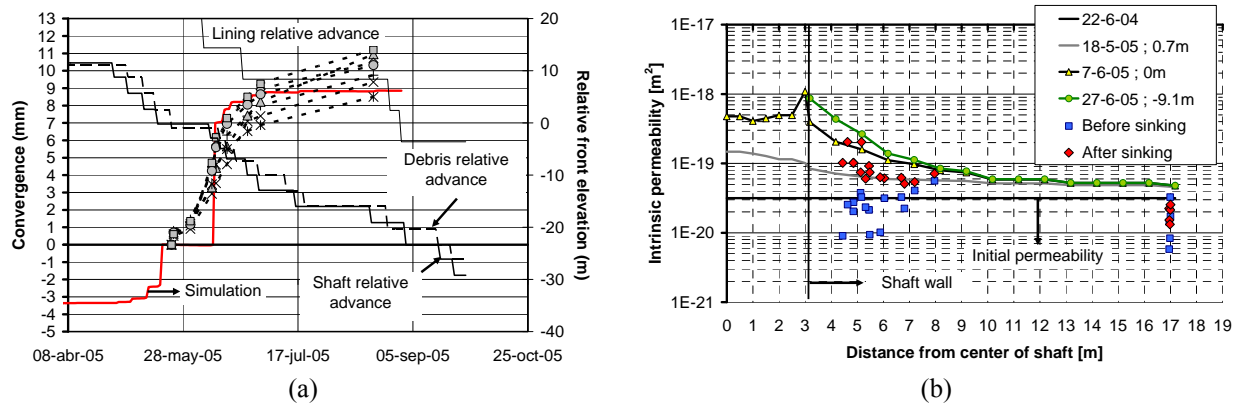 13
12
11
10
9
8
7
6
5
4
3
2
1
0
-1
-2
-3
-4
-5
Convergence (mm)
08-abr-05
28-may-05
17-jul-05
05-sep-05
25-oct-05
20
10
0
-10
-20
-30
-40
Relative front elevation (m)
Lining relative advance
Debris relative
advance
Shaft relative
advance
Simulation
(a)
1E-17
1E-18
1E-19
1E-20
1E-21
Intrinsic permeability [m²]
0 1 2 3 4 5 6 7 8 9 10 11 12 13 14 15 16 17 18 19
Distance from center of shaft [m]
22-6-04
18-5-05 ; 0.7m
7-6-05 ; 0m
27-6-05 ; -9.1m
Before sinking
After sinking
Initial permeability
Shaft wall
(b)